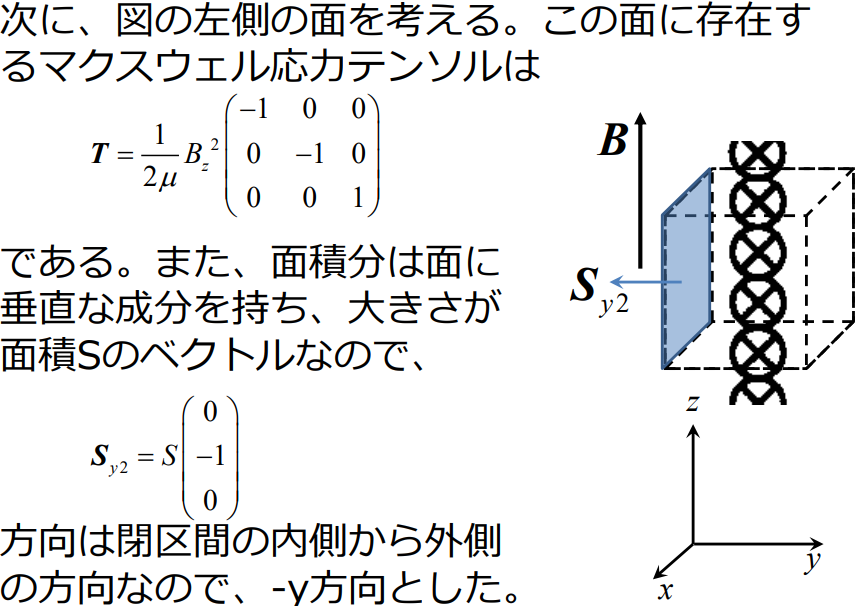 次に、図の左側の面を考える。この面に存在す
るマクスウェル応力テンソルは
T = 1/2μ B_z^2 (−1 0 0
0 −1 0
0 0 1)
である。また、面積分は面に
垂直な成分を持ち、大きさが
面積Sのベクトルなので、
S_y2 = S (0
−1
0)
方向は閉区間の内側から外側
の方向なので、-y方向とした。
B
S_y2
z
y
x